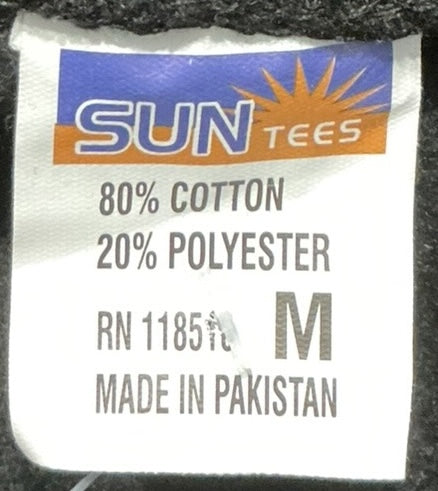 SUN TEES
80% COTTON
20% POLYESTER
M
RN
MADE IN PAKISTAN